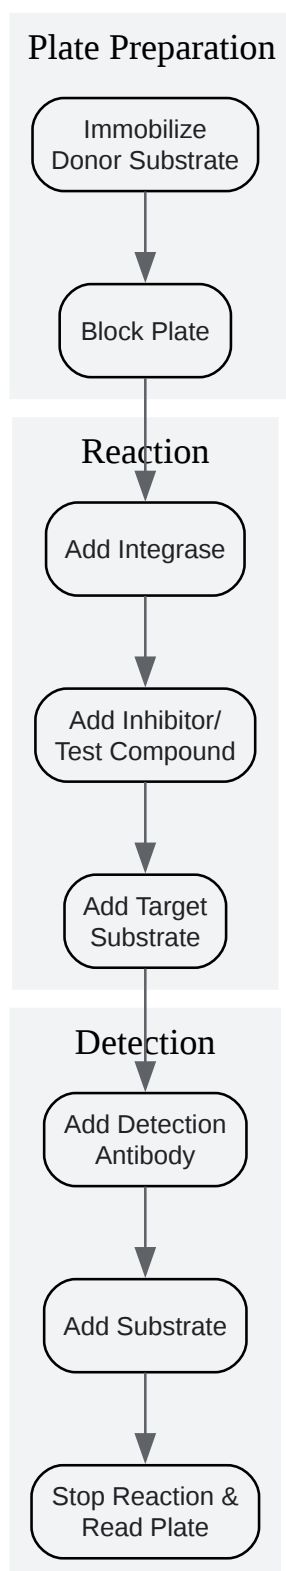 Plate Preparation
Immobilize
Donor Substrate
Block Plate
Reaction
Add Integrase
Add Inhibitor/
Test Compound
Add Target
Substrate
Detection
Add Detection
Antibody
Add Substrate
Stop Reaction &
Read Plate